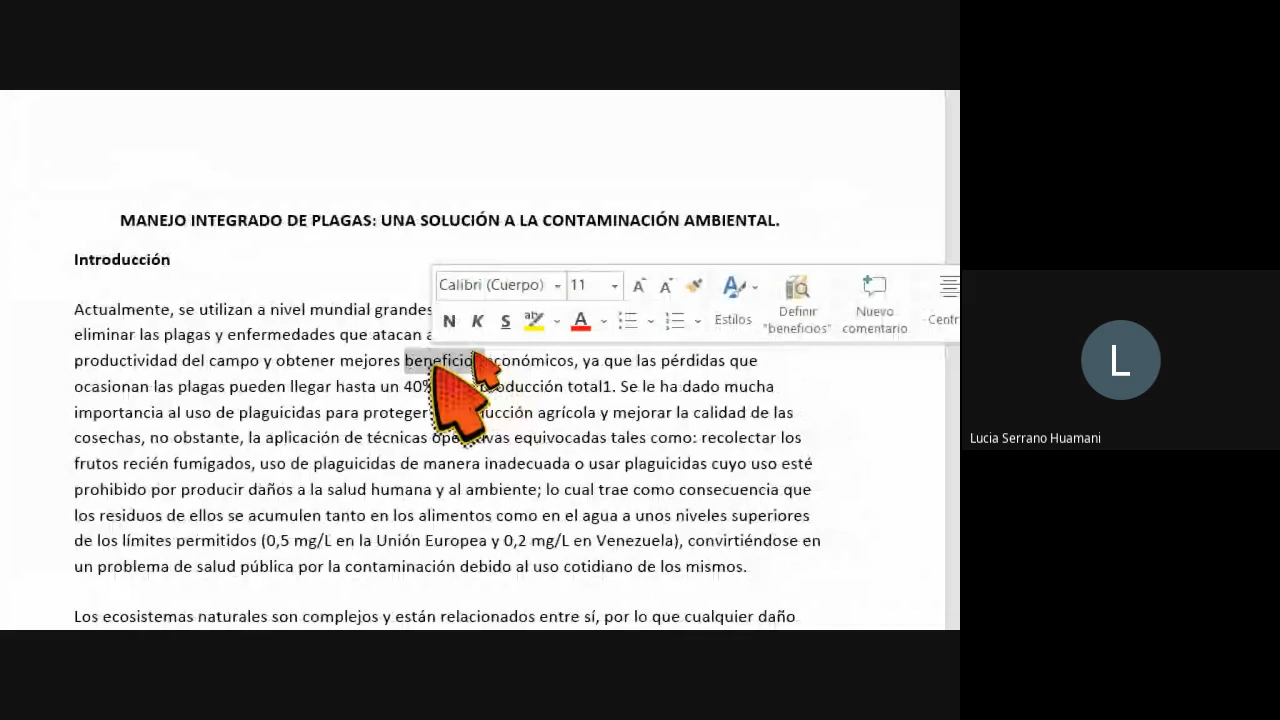 MANEJO INTEGRADO DE PLAGAS: UNA SOLUCIÓN A LA CONTAMINACIÓN AMBIENTAL.
Introducción
Calibri (Cuerpo) 11
Definir
"beneficios"
Nuevo
comentario
Estilos
Centr
N K S
Actualmente, se utilizan a nivel mundial grandes
eliminar las plagas y enfermedades que atacan a
productividad del campo y obtener mejores beneficio económicos, ya que las pérdidas que
ocasionan las plagas pueden llegar hasta un 40% producción total1. Se le ha dado mucha
importancia al uso de plaguicidas para proteger ucción agrícola y mejorar la calidad de las
cosechas, no obstante, la aplicación de técnicas operativas equivocadas tales como: recolectar los
frutos recién fumigados, uso de plaguicidas de manera inadecuada o usar plaguicidas cuyo uso esté
prohibido por producir daños a la salud humana y al ambiente; lo cual trae como consecuencia que
los residuos de ellos se acumulen tanto en los alimentos como en el agua a unos niveles superiores
de los límites permitidos (0,5 mg/L en la Unión Europea y 0,2 mg/L en Venezuela), convirtiéndose en
un problema de salud pública por la contaminación debido al uso cotidiano de los mismos.
Los ecosistemas naturales son complejos y están relacionados entre sí, por lo que cualquier daño
L
Lucia Serrano Huamani